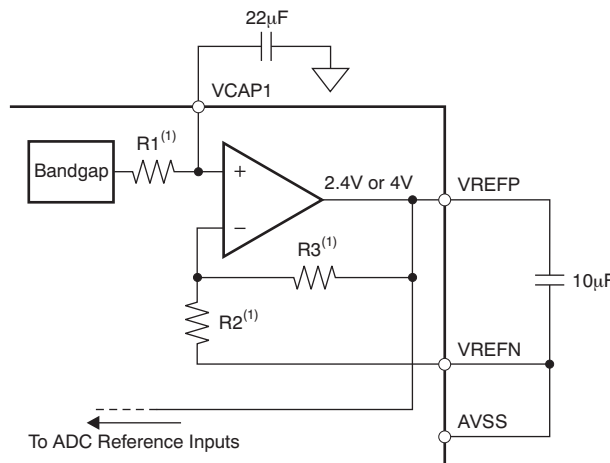 22μF
VCAP1
R1(1)
Bandgap
+
2.4V or 4V
VREFP
−
R3(1)
10μF
R2(1)
VREFN
AVSS
To ADC Reference Inputs